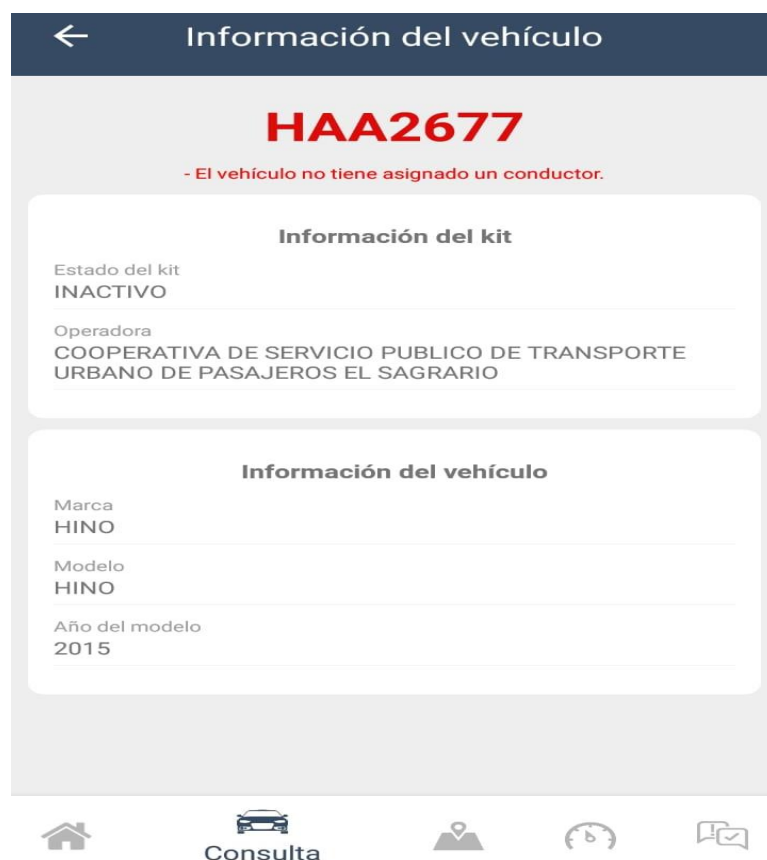 Información del vehículo
HAA2677
- El vehículo no tiene asignado un conductor.
Información del kit
Estado del kit
INACTIVO
Operadora
COOPERATIVA DE SERVICIO PUBLICO DE TRANSPORTE
URBANO DE PASAJEROS EL SAGRARIO
Información del vehículo
Marca
HINO
Modelo
HINO
Año del modelo
2015
Consulta